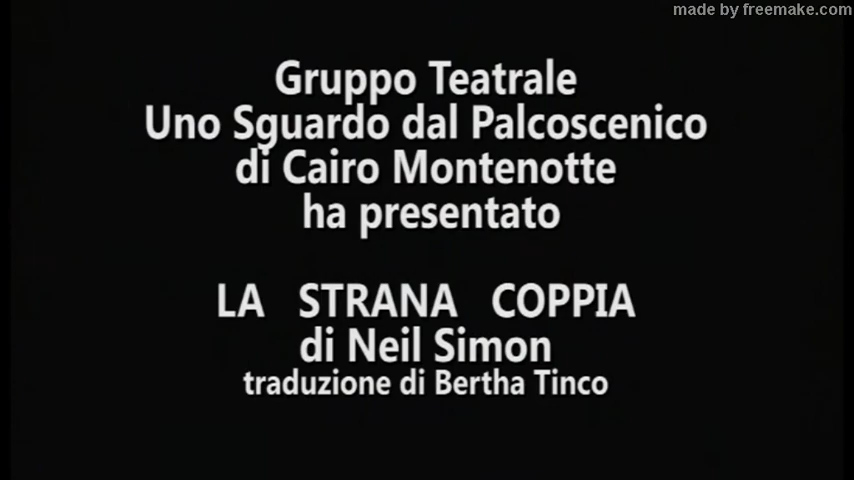 made by freemake.com
Gruppo Teatrale
Uno Sguardo dal Palcoscenico
di Cairo Montenotte
ha presentato
LA STRANA COPPIA
di Neil Simon
traduzione di Bertha Tinco